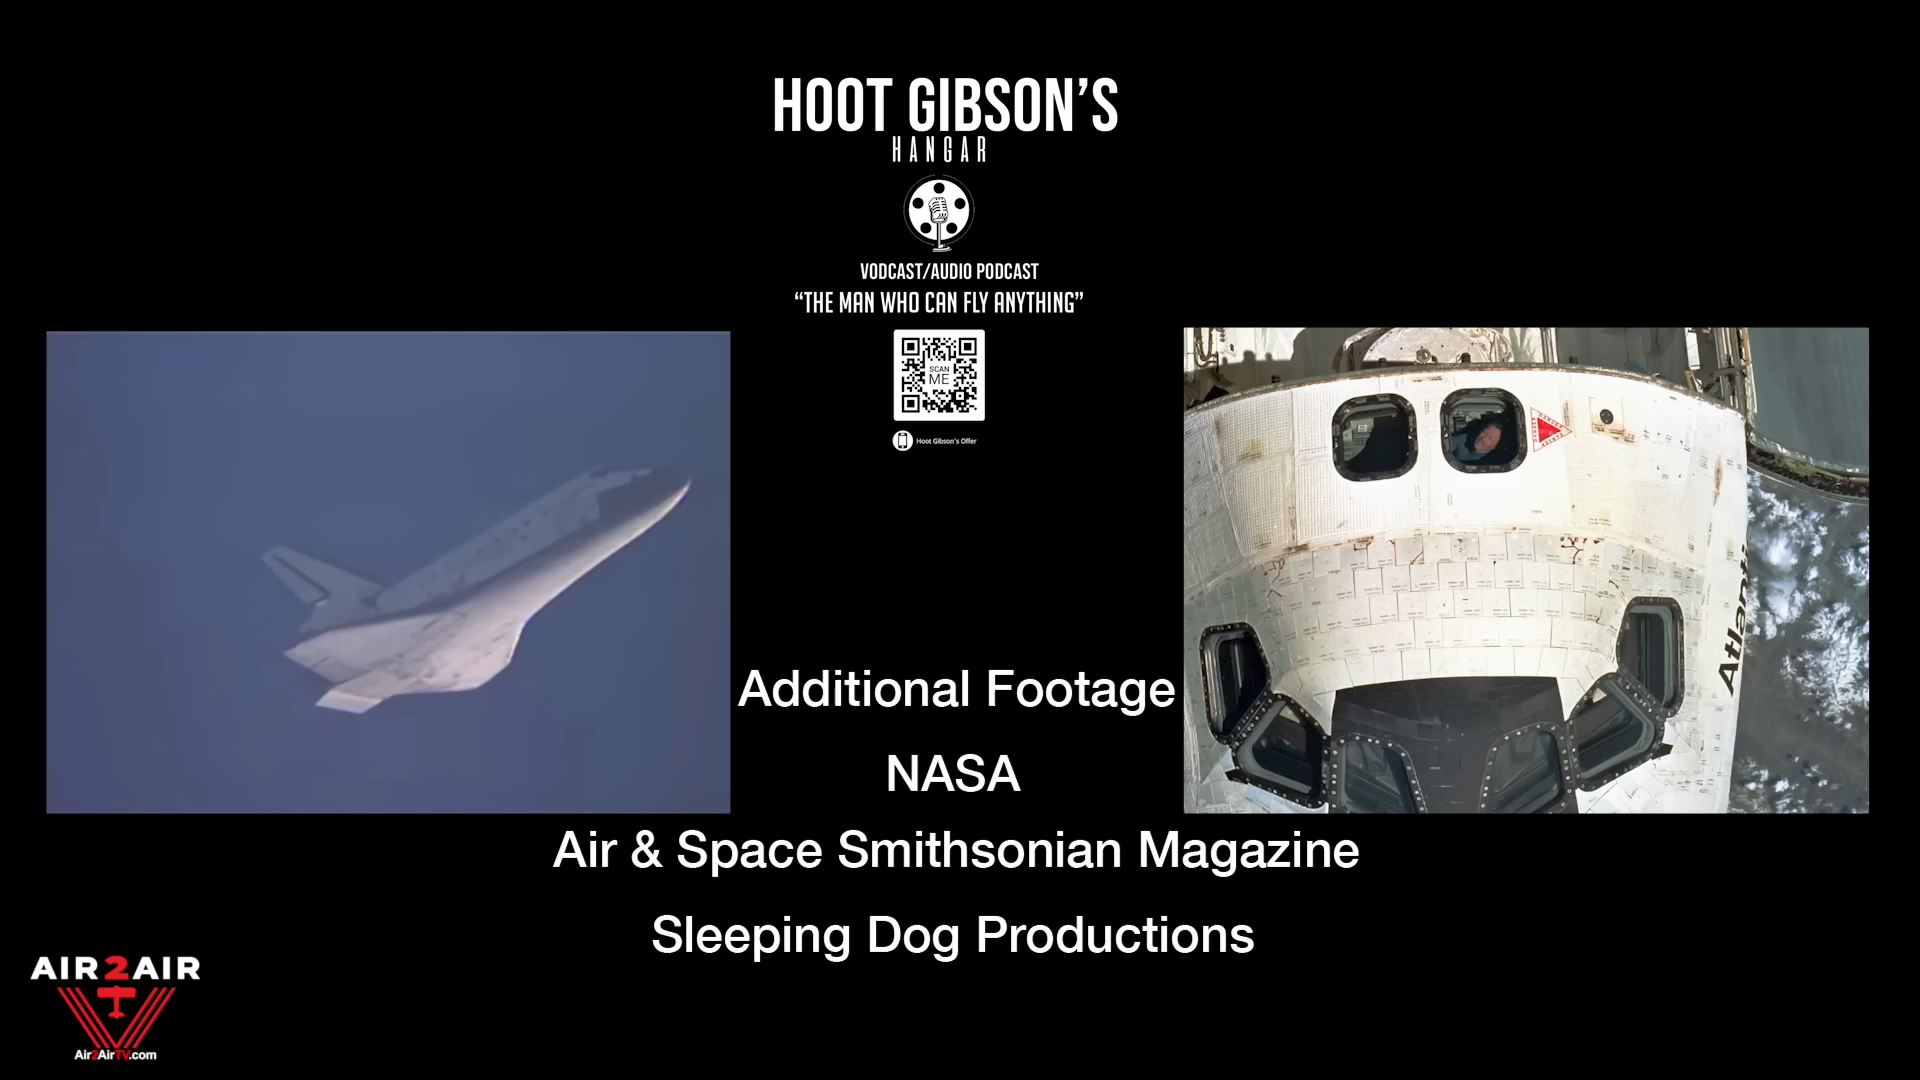 HOOT GIBSON’S
HANGAR
VODCAST/AUDIO PODCAST
“THE MAN WHO CAN FLY ANYTHING”
SCAN
ME
Hoot Gibson's Offer
Atlanti
Additional Footage
NASA
Air & Space Smithsonian Magazine
Sleeping Dog Productions
AIR2AIR
Air2AirTV.com